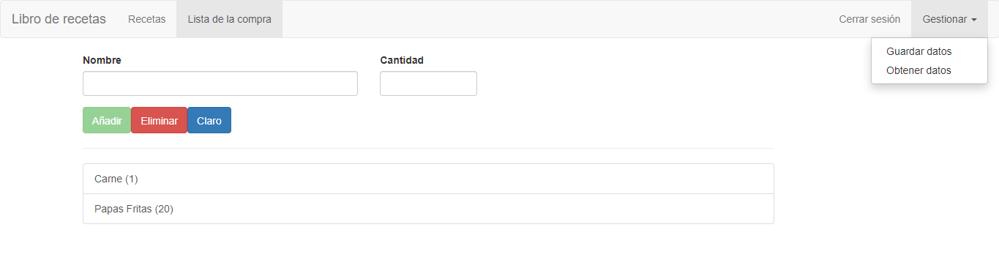 Libro de recetas Recetas Lista de la compra Cerrar sesión Gestionar
Guardar datos
Obtener datos
Nombre Cantidad
Añadir Eliminar Claro
Carne (1)
Papas Fritas (20)